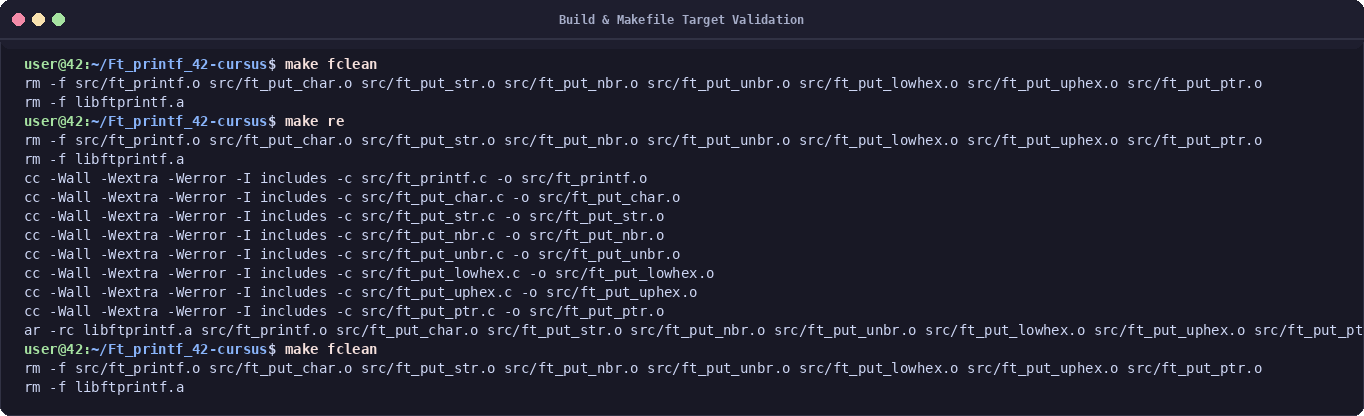 Build & Makefile Target Validation
user@42:~/Ft_printf_42-cursus$ make fclean
rm -f src/ft_printf.o src/ft_put_char.o src/ft_put_str.o src/ft_put_nbr.o src/ft_put_unbr.o src/ft_put_lowhex.o src/ft_put_uphex.o src/ft_put_ptr.o
rm -f libftprintf.a
user@42:~/Ft_printf_42-cursus$ make re
rm -f src/ft_printf.o src/ft_put_char.o src/ft_put_str.o src/ft_put_nbr.o src/ft_put_unbr.o src/ft_put_lowhex.o src/ft_put_uphex.o src/ft_put_ptr.o
rm -f libftprintf.a
cc -Wall -Wextra -Werror -I includes -c src/ft_printf.c -o src/ft_printf.o
cc -Wall -Wextra -Werror -I includes -c src/ft_put_char.c -o src/ft_put_char.o
cc -Wall -Wextra -Werror -I includes -c src/ft_put_str.c -o src/ft_put_str.o
cc -Wall -Wextra -Werror -I includes -c src/ft_put_nbr.c -o src/ft_put_nbr.o
cc -Wall -Wextra -Werror -I includes -c src/ft_put_unbr.c -o src/ft_put_unbr.o
cc -Wall -Wextra -Werror -I includes -c src/ft_put_lowhex.c -o src/ft_put_lowhex.o
cc -Wall -Wextra -Werror -I includes -c src/ft_put_uphex.c -o src/ft_put_uphex.o
cc -Wall -Wextra -Werror -I includes -c src/ft_put_ptr.c -o src/ft_put_ptr.o
ar -rc libftprintf.a src/ft_printf.o src/ft_put_char.o src/ft_put_str.o src/ft_put_nbr.o src/ft_put_unbr.o src/ft_put_lowhex.o src/ft_put_uphex.o src/ft_put_pt
user@42:~/Ft_printf_42-cursus$ make fclean
rm -f src/ft_printf.o src/ft_put_char.o src/ft_put_str.o src/ft_put_nbr.o src/ft_put_unbr.o src/ft_put_lowhex.o src/ft_put_uphex.o src/ft_put_ptr.o
rm -f libftprintf.a